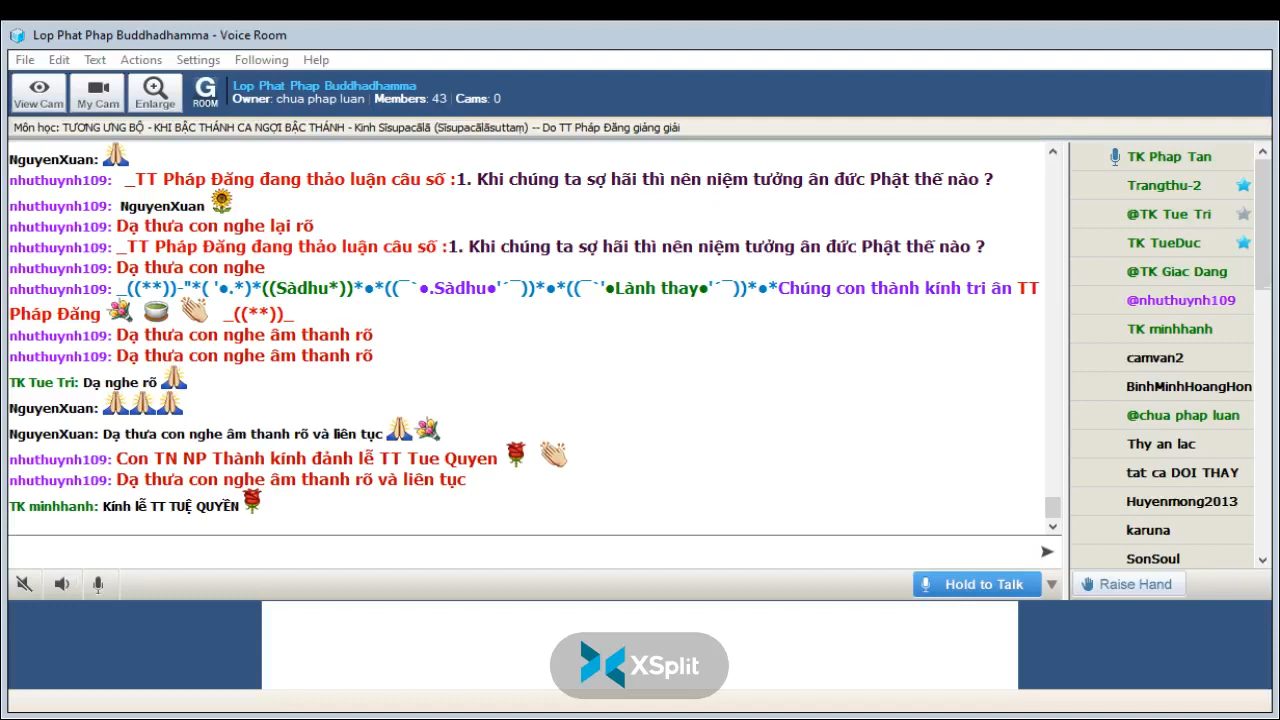 Lop Phat Phap Buddhadhamma - Voice Room
File Edit Text Actions Settings Following Help
View Cam My Cam Enlarge G ROOM
Lop Phat Phap Buddhadhamma
Owner: chua phap luan | Members: 43 | Cams: 0
Môn học: TƯƠNG ƯNG BỘ - KHI BẬC THÁNH CA NGỢI BẬC THÁNH - Kinh Sīsupacālā (Sīsupacālāsuttaṃ) -- Do TT Pháp Đăng giảng giải
NguyenXuan:
nhuthuynh109: _TT Pháp Đăng đang thảo luận câu số :1. Khi chúng ta sợ hãi thì nên niệm tưởng ân đức Phật thế nào ?
nhuthuynh109: NguyenXuan
nhuthuynh109: Dạ thưa con nghe lại rõ
nhuthuynh109: _TT Pháp Đăng đang thảo luận câu số :1. Khi chúng ta sợ hãi thì nên niệm tưởng ân đức Phật thế nào ?
nhuthuynh109: Dạ thưa con nghe
nhuthuynh109: _((**))-"*( '●.*)*((Sàdhu*))*●*((¯`●.Sàdhu●'´¯))*●*((¯`'●Lành thay●'´¯))*●*Chúng con thành kính tri ân TT
Pháp Đăng _((**))_
nhuthuynh109: Dạ thưa con nghe âm thanh rõ
nhuthuynh109: Dạ thưa con nghe âm thanh rõ
TK Tue Tri: Dạ nghe rõ
NguyenXuan:
NguyenXuan: Dạ thưa con nghe âm thanh rõ và liên tục
nhuthuynh109: Con TN NP Thành kính đảnh lễ TT Tue Quyen
nhuthuynh109: Dạ thưa con nghe âm thanh rõ và liên tục
TK minhhanh: Kính lễ TT TUỆ QUYỀN
TK Phap Tan
Trangthu-2
@TK Tue Tri
TK TueDuc
@TK Giac Dang
@nhuthuynh109
TK minhhanh
camvan2
BinhMinhHoangHon
@chua phap luan
Thy an lac
tat ca DOI THAY
Huyenmong2013
karuna
SonSoul
Hold to Talk
Raise Hand
XSplit